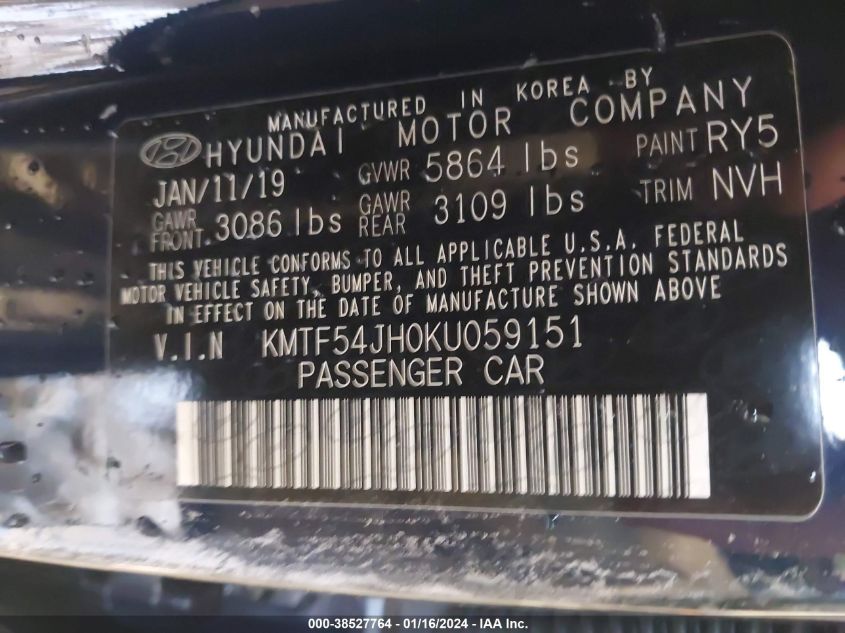 MANUFACTURED IN KOREA BY
HYUNDAI MOTOR COMPANY
JAN/11/19 GVWR 5864 lbs PAINT RY5
GAWR FRONT 3086 lbs GAWR REAR 3109 lbs TRIM NVH
THIS VEHICLE CONFORMS TO ALL APPLICABLE U.S.A. FEDERAL
MOTOR VEHICLE SAFETY, BUMPER, AND THEFT PREVENTION STANDARDS
IN EFFECT ON THE DATE OF MANUFACTURE SHOWN ABOVE
V.I.N KMTF54JH0KU059151
PASSENGER CAR
000-38527764 - 01/16/2024 - IAA Inc.